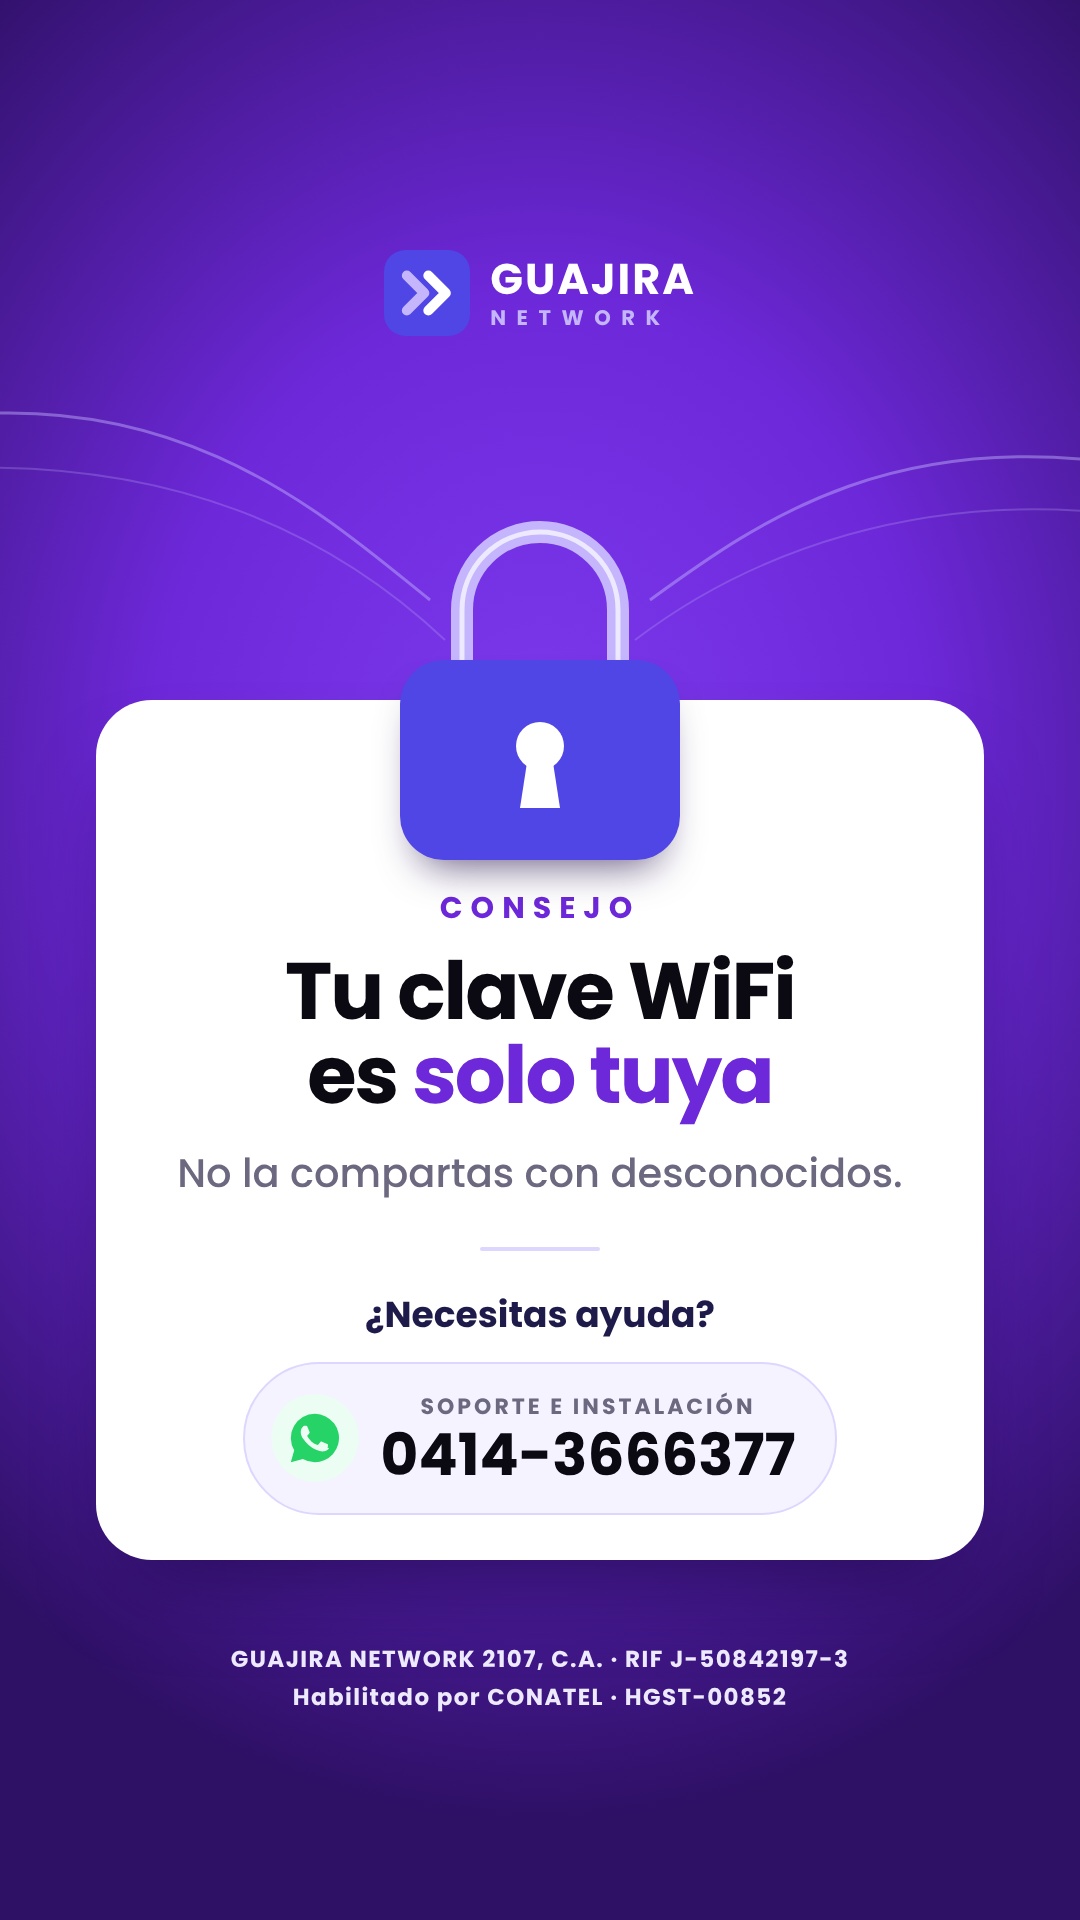 GUAJIRA
NETWORK
CONSEJO
Tu clave WiFi
es solo tuya
No la compartas con desconocidos.
¿Necesitas ayuda?
SOPORTE E INSTALACIÓN
0414-3666377
GUAJIRA NETWORK 2107, C.A. · RIF J-50842197-3
Habilitado por CONATEL · HGST-00852